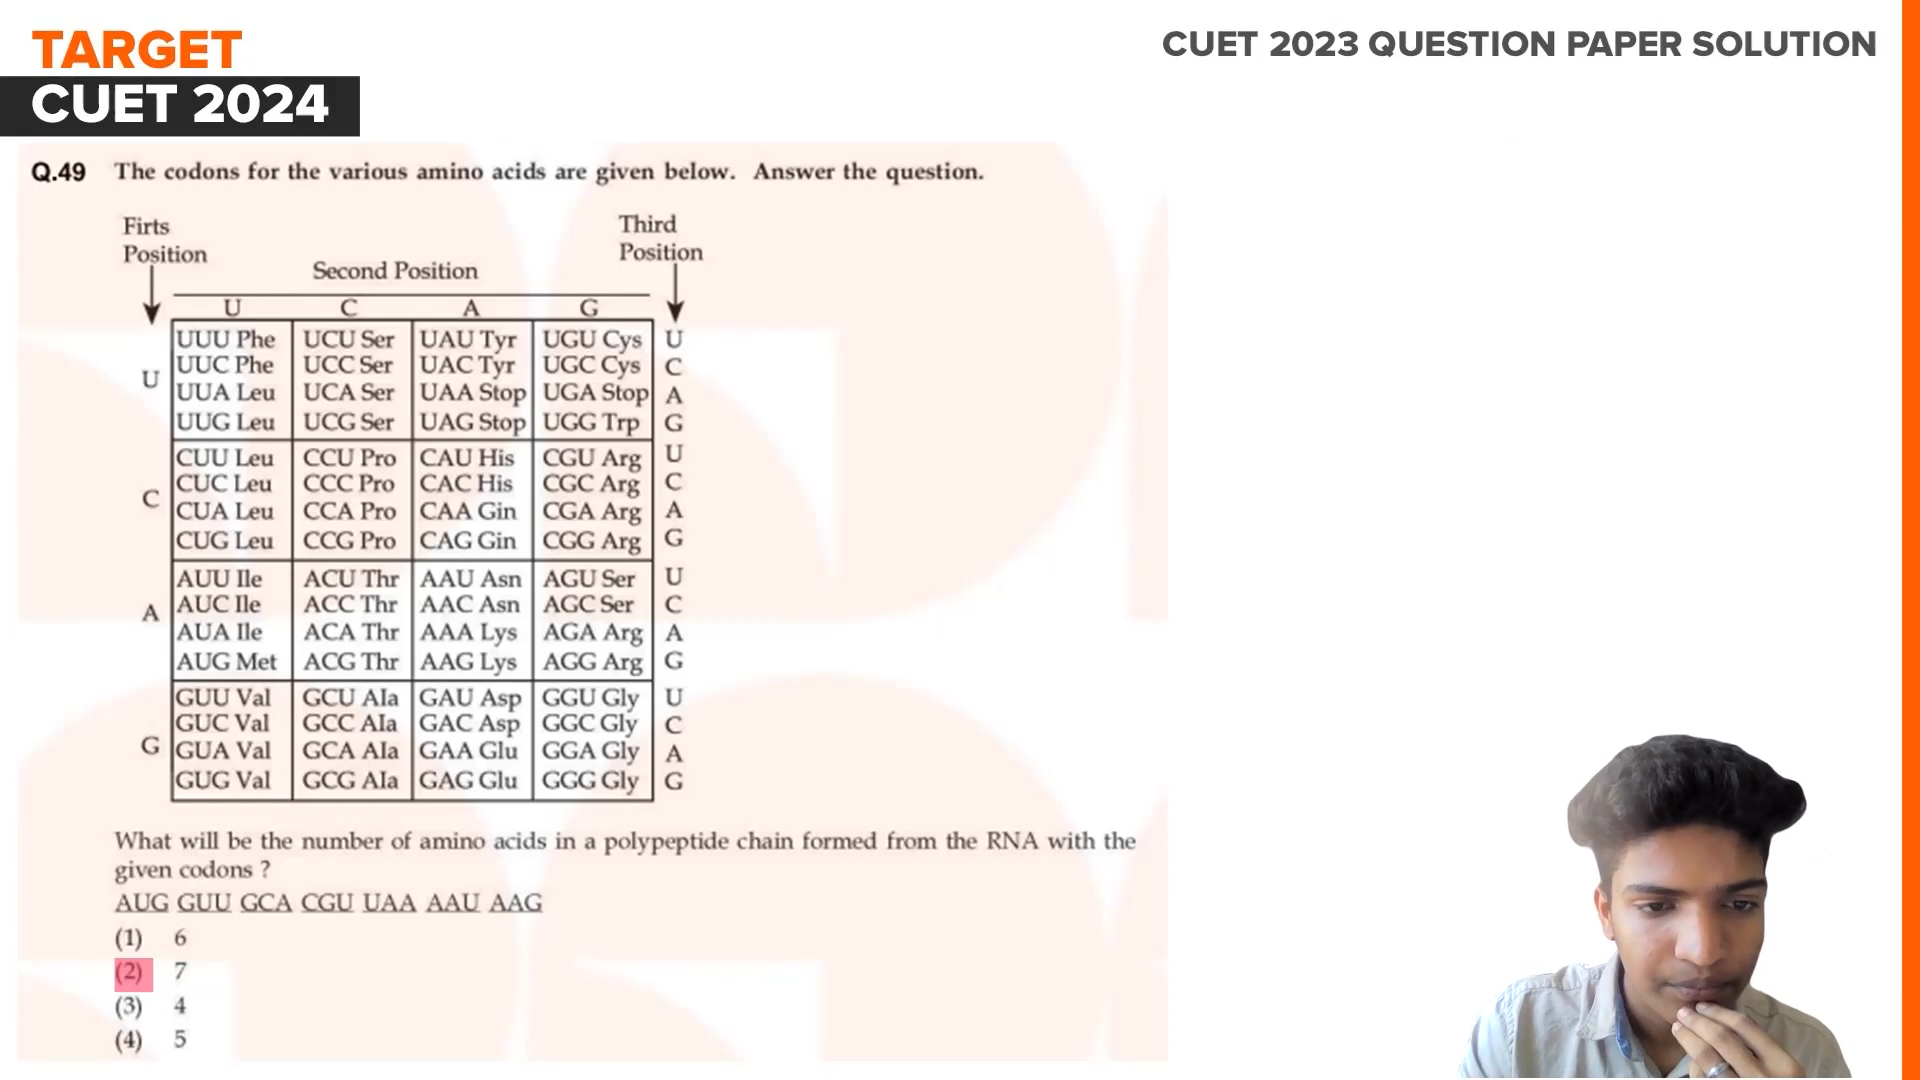 TARGET
CUET 2024
CUET 2023 QUESTION PAPER SOLUTION
Q.49 The codons for the various amino acids are given below. Answer the question.
Firts Position
Third Position
Second Position
U C A G
U
UUU Phe UCU Ser UAU Tyr UGU Cys U
UUC Phe UCC Ser UAC Tyr UGC Cys C
UUA Leu UCA Ser UAA Stop UGA Stop A
UUG Leu UCG Ser UAG Stop UGG Trp G
C
CUU Leu CCU Pro CAU His CGU Arg U
CUC Leu CCC Pro CAC His CGC Arg C
CUA Leu CCA Pro CAA Gin CGA Arg A
CUG Leu CCG Pro CAG Gin CGG Arg G
A
AUU Ile ACU Thr AAU Asn AGU Ser U
AUC Ile ACC Thr AAC Asn AGC Ser C
AUA Ile ACA Thr AAA Lys AGA Arg A
AUG Met ACG Thr AAG Lys AGG Arg G
G
GUU Val GCU Ala GAU Asp GGU Gly U
GUC Val GCC Ala GAC Asp GGC Gly C
GUA Val GCA Ala GAA Glu GGA Gly A
GUG Val GCG Ala GAG Glu GGG Gly G
What will be the number of amino acids in a polypeptide chain formed from the RNA with the
given codons ?
AUG GUU GCA CGU UAA AAU AAG
(1) 6
(2) 7
(3) 4
(4) 5